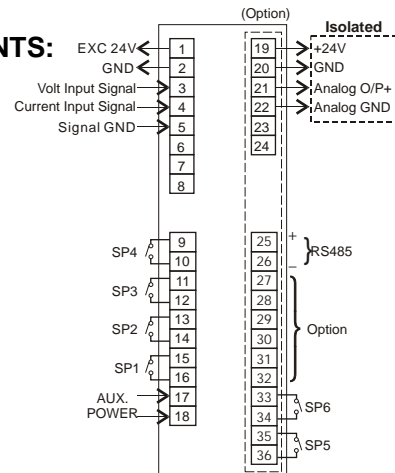 (Option)
Isolated
NTS:
EXC 24V 1 19 +24V
GND 2 20 GND
Volt Input Signal 3 21 Analog O/P+
Current Input Signal 4 22 Analog GND
Signal GND 5 23
6 24
7
8
SP4 9 10
25 + RS485
26 −
SP3 11 12
27
28
SP2 13 14
29
30 Option
SP1 15 16
31
32
AUX. POWER 17 18
33 34 SP6
35 36 SP5